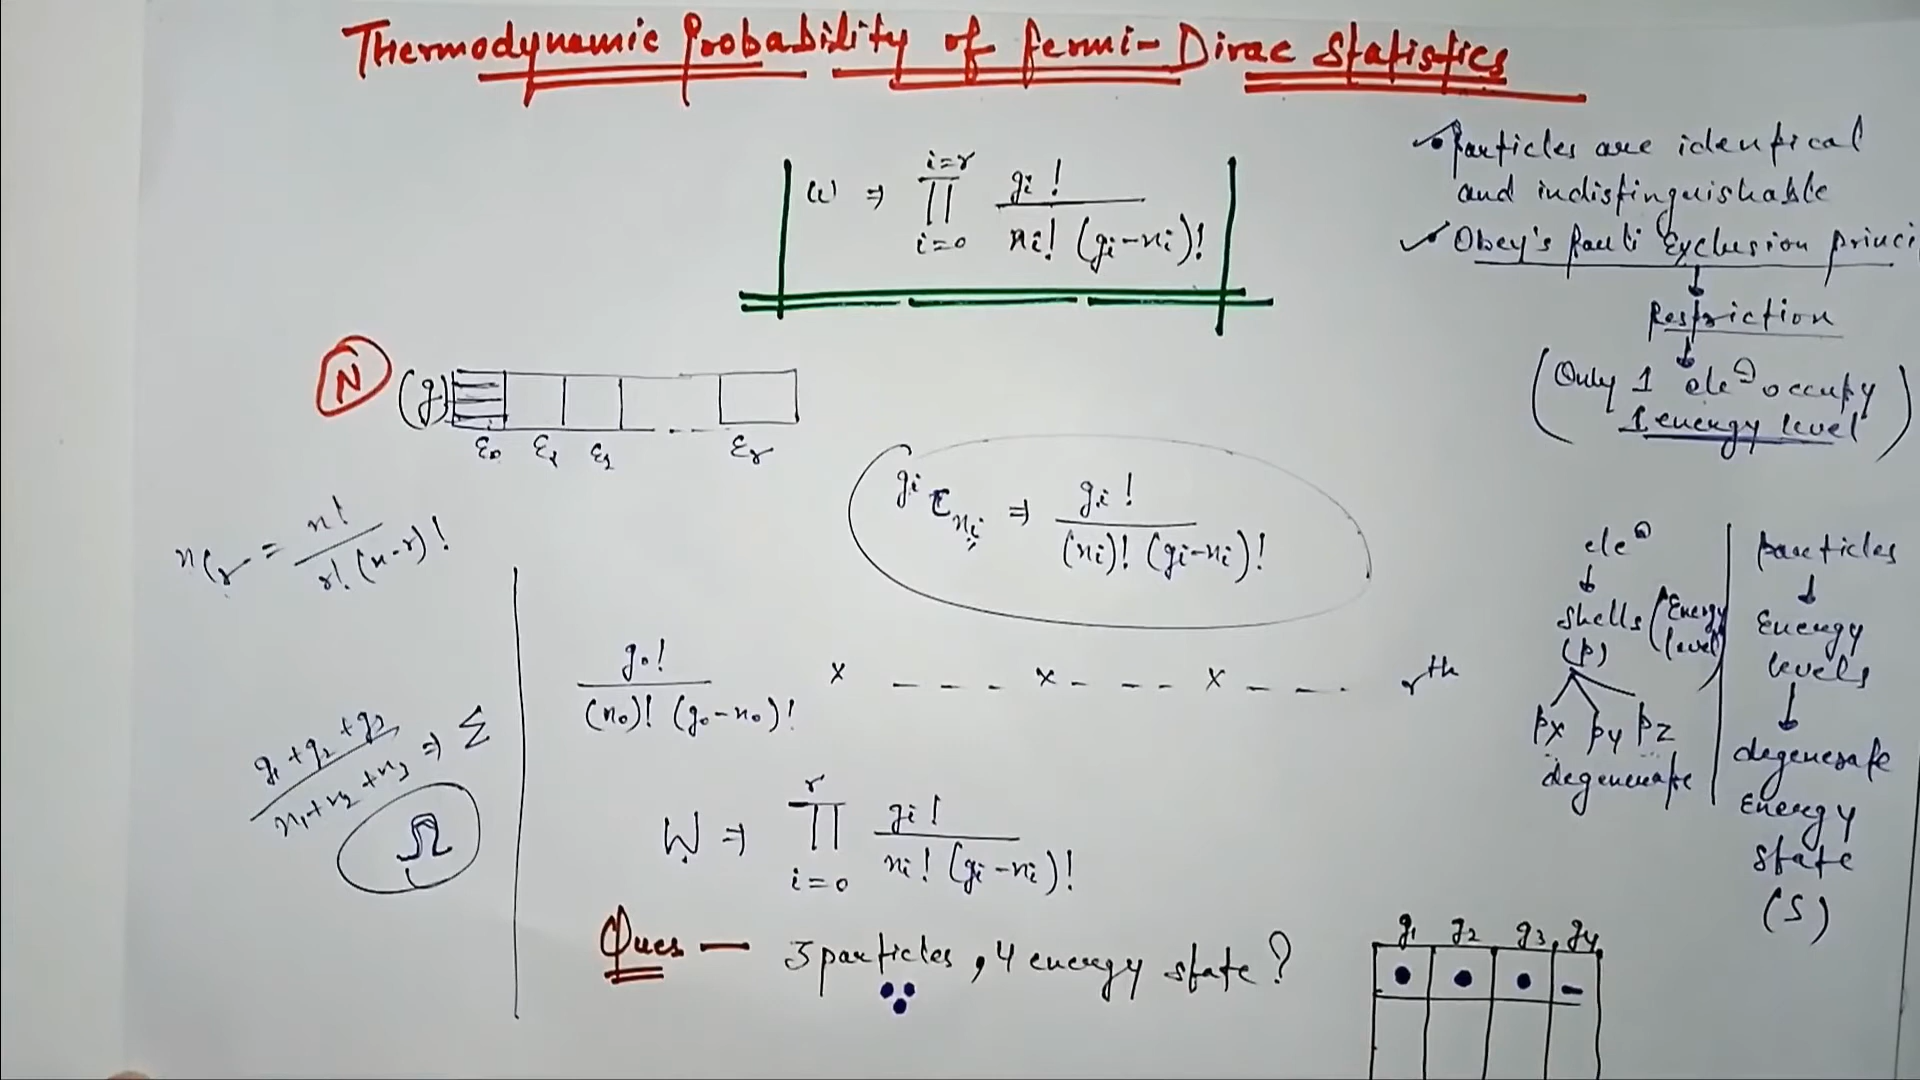 Thermodynamic Probability of fermi-Dirac Statistics
ω ⇒ ∏ i=r i=0 gi! / ni! (gi-ni)!
Particles are identical
and indistinguishable
Obey's Pauli Exclusion princi
Restriction
(Only 1 ele⊖ occupy
1 energy level)
N (g)
ε0 ε1 ε2 --- εr
nCr = n! / r! (n-r)!
gi C ni ⇒ gi! / (ni)! (gi-ni)!
g0! / (n0)! (g0-n0)! x ---- x ---- x ---- rth
g1+g2+g3 / n1+n2+n3 ⇒ Σ
Ω
W ⇒ ∏ r i=0 gi! / ni! (gi-ni)!
ele⊖
↓
shells (Energy level)
(p)
px py pz
degenerate
particles
↓
Energy
levels
↓
degenerate
Energy
state
(S)
Ques — 3 particles, 4 energy state?
g1 g2 g3 g4